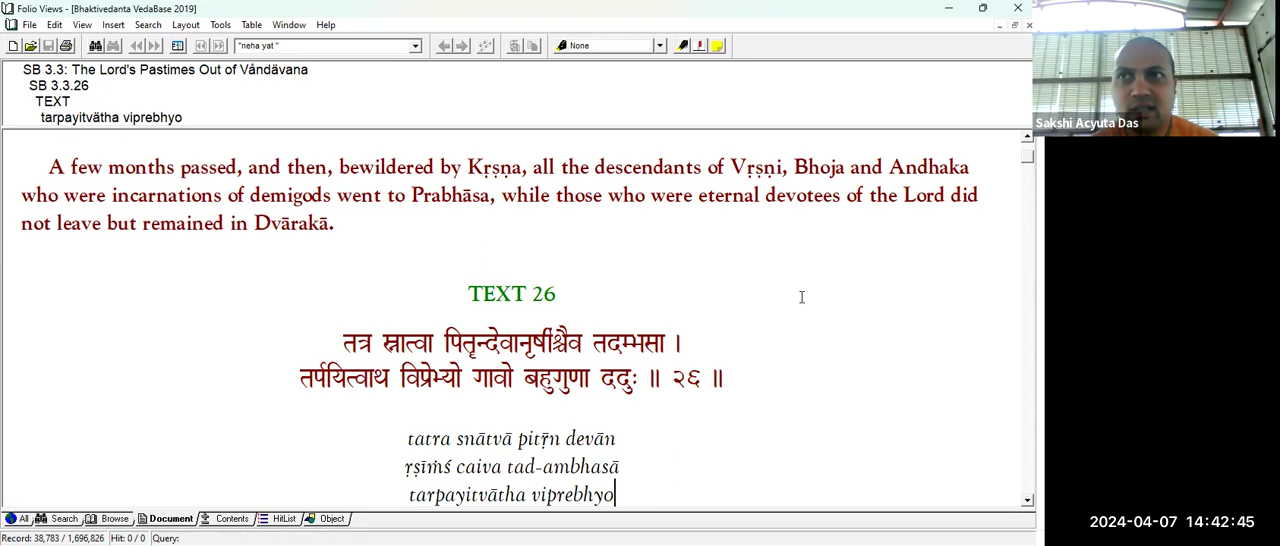 Folio Views - [Bhaktivedanta VedaBase 2019]
File Edit View Insert Search Layout Tools Table Window Help
"neha yat" None
SB 3.3: The Lord's Pastimes Out of Våndävana
SB 3.3.26
TEXT
tarpayitvätha viprebhyo
A few months passed, and then, bewildered by Kṛṣṇa, all the descendants of Vṛṣṇi, Bhoja and Andhaka
who were incarnations of demigods went to Prabhāsa, while those who were eternal devotees of the Lord did
not leave but remained in Dvārakā.
TEXT 26
तत्र स्नात्वा पितॄन्देवानृषींश्चैव तदम्भसा ।
तर्पयित्वाथ विप्रेभ्यो गावो बहुगुणा ददुः ॥ २६ ॥
tatra snātvā pitṝn devān
ṛṣīṁś caiva tad-ambhasā
tarpayitvātha viprebhyo
All Search Browse Document Contents HitList Object
Record: 38,783 / 1,696,826 Hit: 0 / 0 Query:
Sakshi Acyuta Das
2024-04-07 14:42:45